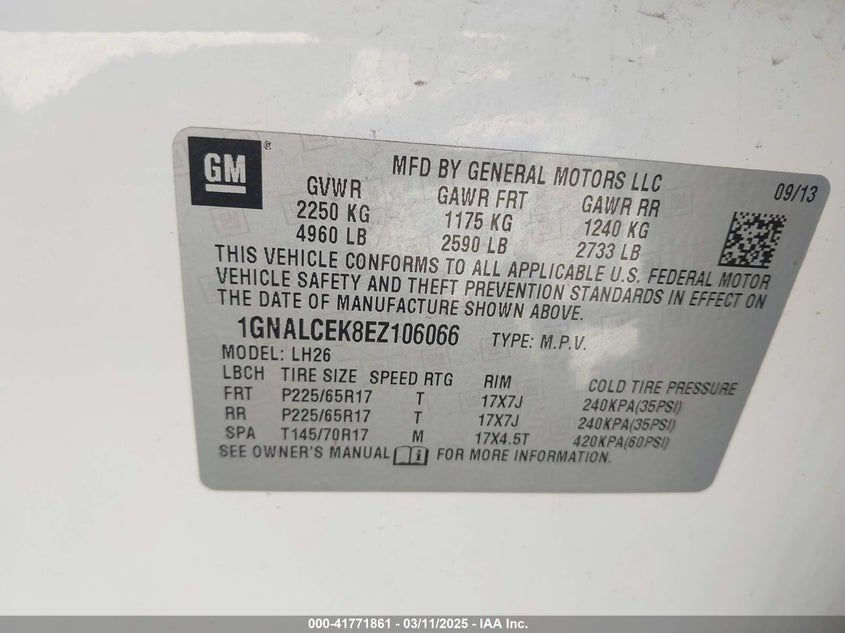 GM ®
MFD BY GENERAL MOTORS LLC
09/13
GVWR GAWR FRT GAWR RR
2250 KG 1175 KG 1240 KG
4960 LB 2590 LB 2733 LB
THIS VEHICLE CONFORMS TO ALL APPLICABLE U.S. FEDERAL MOTOR
VEHICLE SAFETY AND THEFT PREVENTION STANDARDS IN EFFECT ON
THE DATE OF MANUFACTURE SHOWN ABOVE.
1GNALCEK8EZ106066 TYPE: M.P.V.
MODEL: LH26
LBCH TIRE SIZE SPEED RTG RIM COLD TIRE PRESSURE
FRT P225/65R17 T 17X7J 240KPA(35PSI)
RR P225/65R17 T 17X7J 240KPA(35PSI)
SPA T145/70R17 M 17X4.5T 420KPA(60PSI)
SEE OWNER'S MANUAL i FOR MORE INFORMATION.
000-41771861 - 03/11/2025 - IAA Inc.